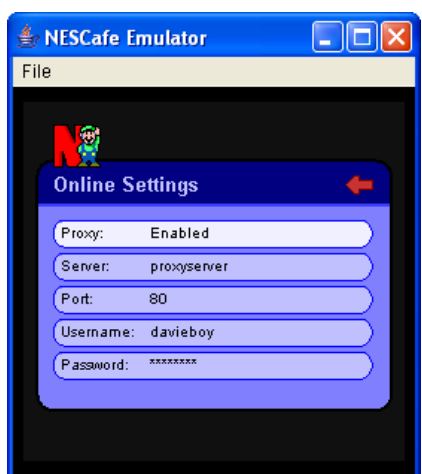 NESCafe Emulator
File
N
Online Settings
Proxy: Enabled
Server: proxyserver
Port: 80
Username: davieboy
Password: ********